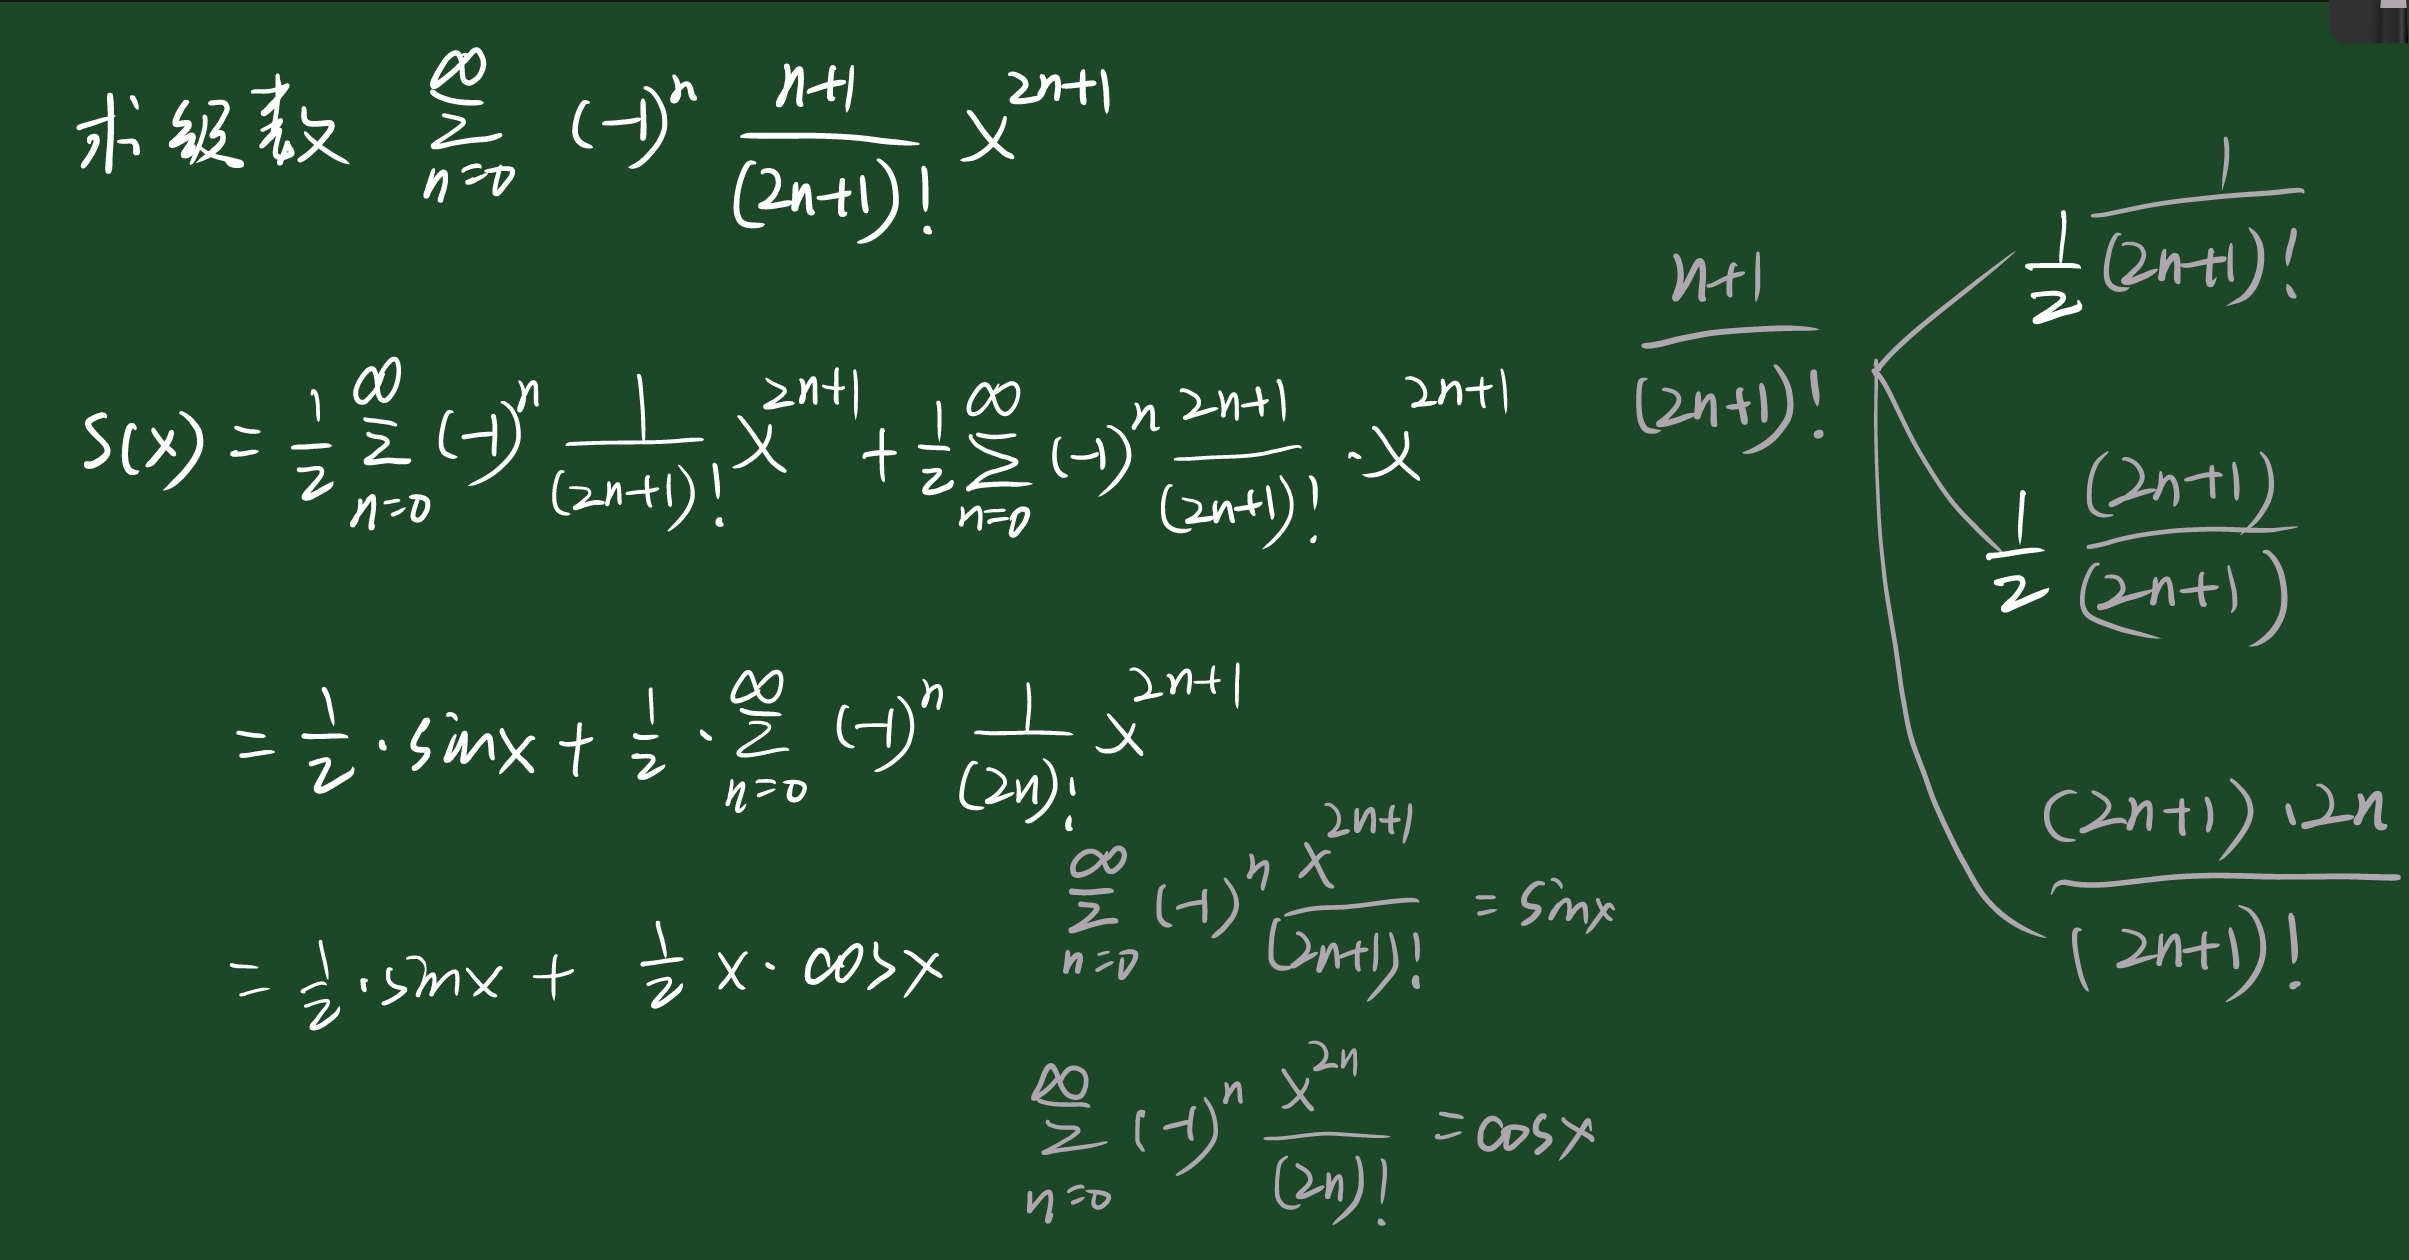 求级数 $\sum_{n=0}^{\infty} (-1)^n \frac{n+1}{(2n+1)!} x^{2n+1}$
$S(x) = \frac{1}{2} \sum_{n=0}^{\infty} (-1)^n \frac{1}{(2n+1)!} x^{2n+1} + \frac{1}{2} \sum_{n=0}^{\infty} (-1)^n \frac{2n+1}{(2n+1)!} \cdot x^{2n+1}$
$= \frac{1}{2} \cdot \sin x + \frac{1}{2} \cdot \sum_{n=0}^{\infty} (-1)^n \frac{1}{(2n)!} x^{2n+1}$
$= \frac{1}{2} \cdot \sin x + \frac{1}{2} x \cdot \cos x$
$\sum_{n=0}^{\infty} (-1)^n \frac{x^{2n+1}}{(2n+1)!} = \sin x$
$\sum_{n=0}^{\infty} (-1)^n \frac{x^{2n}}{(2n)!} = \cos x$
$\frac{n+1}{(2n+1)!}$
$\frac{1}{2} \frac{1}{(2n+1)!}$
$\frac{1}{2} \frac{(2n+1)}{(2n+1)}$
$\frac{(2n+1) \cdot 2n}{(2n+1)!}$